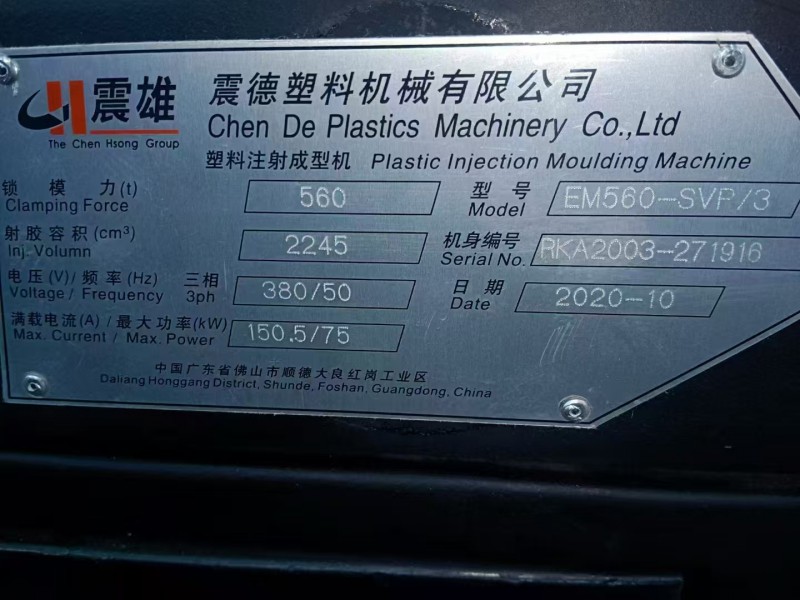 震雄
The Chen Hsong Group
震德塑料机械有限公司
Chen De Plastics Machinery Co.,Ltd
塑料注射成型机 Plastic Injection Moulding Machine
锁模力(t)
Clamping Force
560
型号
Model
EM560-SVP/3
射胶容积(cm³)
Inj. Volumn
2245
机身编号
Serial No.
RKA2003-271916
电压(V)/频率(Hz) 三相
Voltage / Frequency 3ph
380/50
日期
Date
2020-10
满载电流(A)/最大功率(kW)
Max. Current / Max. Power
150.5/75
中国广东省佛山市顺德大良红岗工业区
Daliang Honggang District, Shunde, Foshan, Guangdong, China